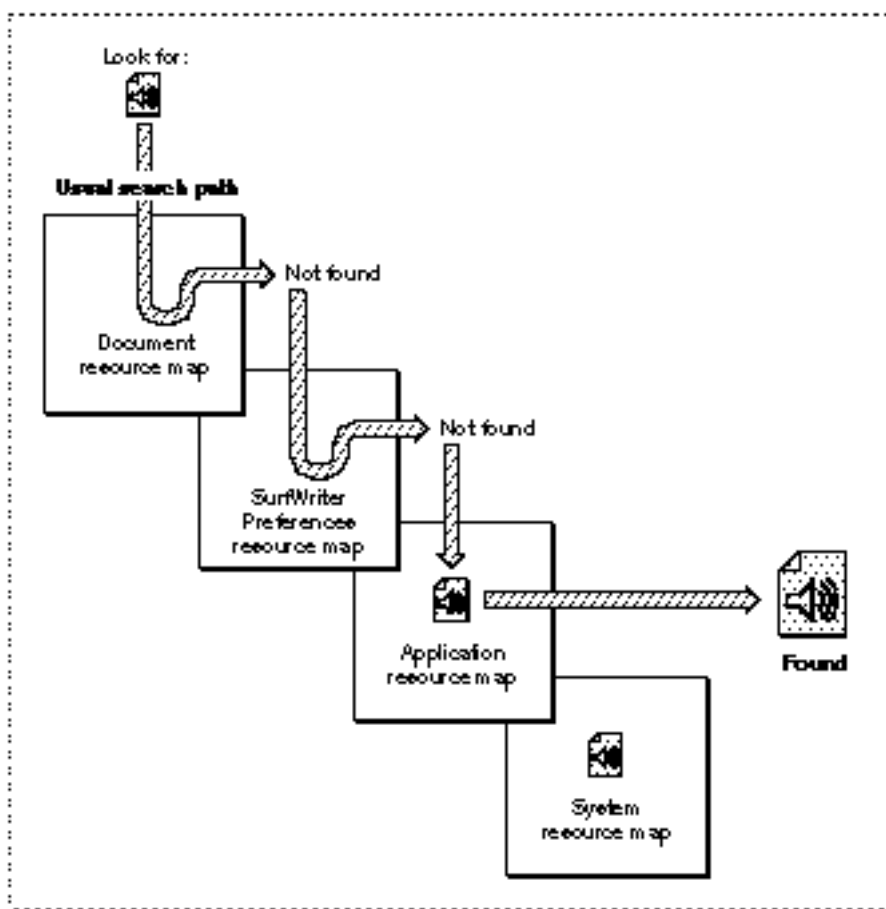 Look for:
Usual search path
Not found
Document
resource map
Not found
SurfWriter
Preferences
resource map
Application
resource map
Found
System
resource map